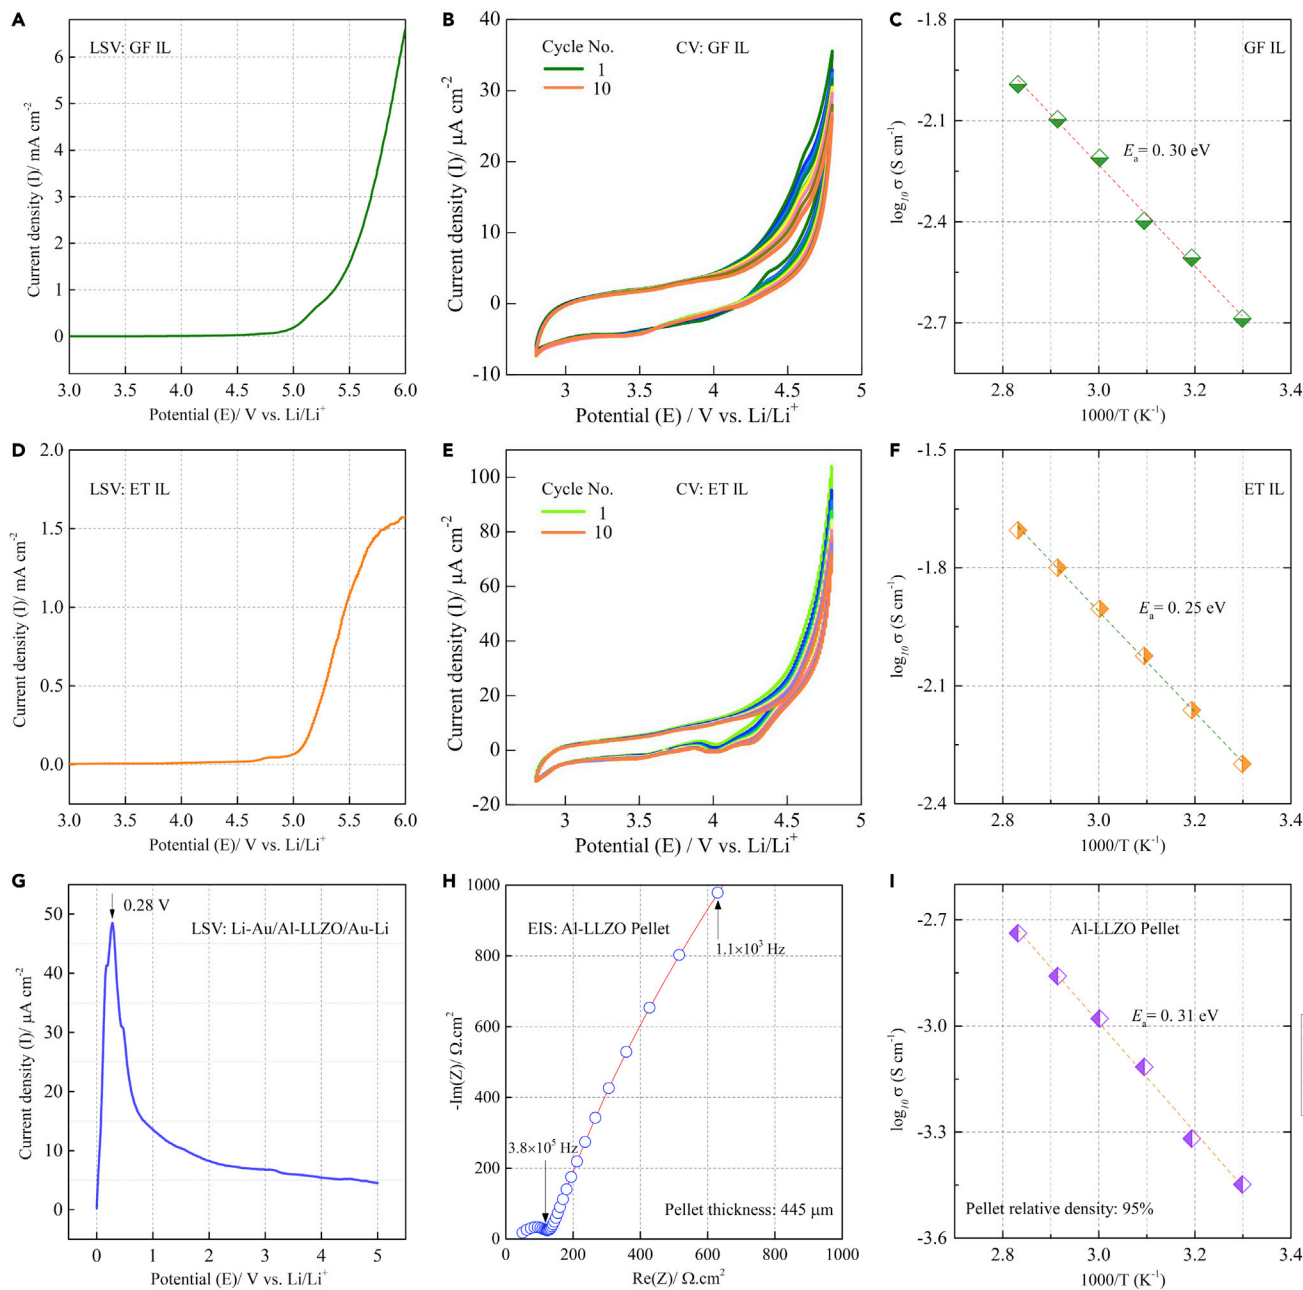 A
LSV: GF IL
6
5
4
3
2
1
0
Current density (I)/ mA cm⁻²
3.0 3.5 4.0 4.5 5.0 5.5 6.0
Potential (E)/ V vs. Li/Li⁺
B
Cycle No.
1
10
CV: GF IL
40
30
20
10
0
-10
Current density (I)/ μA cm⁻²
3 3.5 4 4.5 5
Potential (E) / V vs. Li/Li⁺
C
GF IL
Eₐ = 0. 30 eV
-1.8
-2.1
-2.4
-2.7
log₁₀ σ (S cm⁻¹)
2.8 3.0 3.2 3.4
1000/T (K⁻¹)
D
LSV: ET IL
2.0
1.5
1.0
0.5
0.0
Current density (I)/ mA cm⁻²
3.0 3.5 4.0 4.5 5.0 5.5 6.0
Potential (E)/ V vs. Li/Li⁺
E
Cycle No.
1
10
CV: ET IL
100
80
60
40
20
0
-20
Current density (I)/ μA cm⁻²
3 3.5 4 4.5 5
Potential (E) / V vs. Li/Li⁺
F
ET IL
Eₐ = 0. 25 eV
-1.5
-1.8
-2.1
-2.4
log₁₀ σ (S cm⁻¹)
2.8 3.0 3.2 3.4
1000/T (K⁻¹)
G
0.28 V
LSV: Li-Au/Al-LLZO/Au-Li
50
40
30
20
10
0
Current density (I)/ μA cm⁻²
0 1 2 3 4 5
Potential (E)/ V vs. Li/Li⁺
H
EIS: Al-LLZO Pellet
1.1×10³ Hz
3.8×10⁵ Hz
Pellet thickness: 445 μm
1000
800
600
400
200
0
-Im(Z)/ Ω.cm²
0 200 400 600 800 1000
Re(Z)/ Ω.cm²
I
Al-LLZO Pellet
Eₐ = 0. 31 eV
Pellet relative density: 95%
-2.7
-3.0
-3.3
-3.6
log₁₀ σ (S cm⁻¹)
2.8 3.0 3.2 3.4
1000/T (K⁻¹)